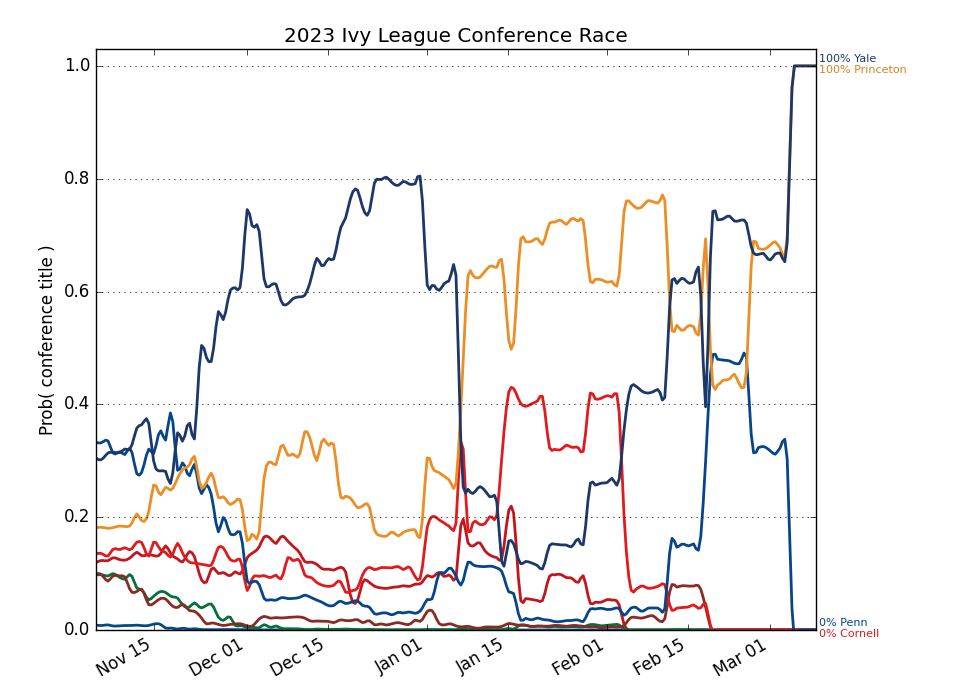 2023 Ivy League Conference Race
Prob( conference title )
1.0
0.8
0.6
0.4
0.2
0.0
Nov 15
Dec 01
Dec 15
Jan 01
Jan 15
Feb 01
Feb 15
Mar 01
100% Yale
100% Princeton
0% Penn
0% Cornell